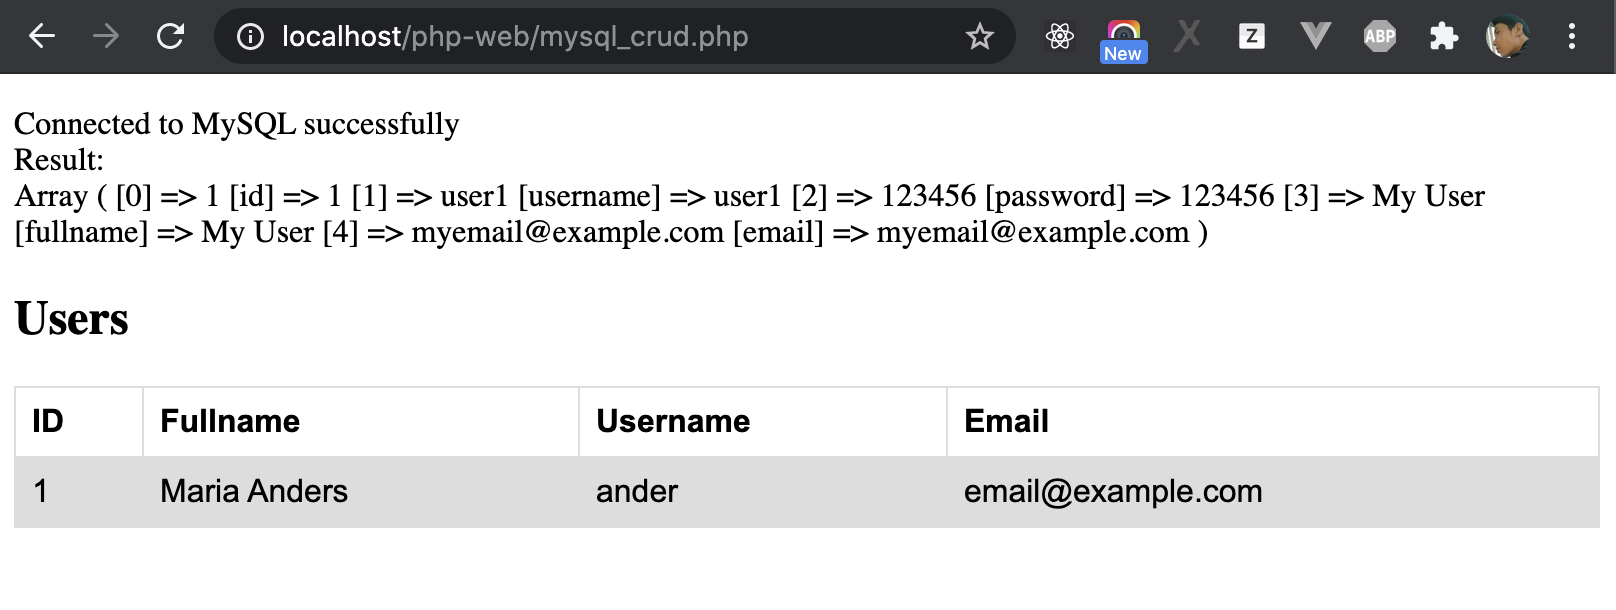 localhost/php-web/mysql_crud.php
New
Z
ABP
Connected to MySQL successfully
Result:
Array ( [0] => 1 [id] => 1 [1] => user1 [username] => user1 [2] => 123456 [password] => 123456 [3] => My User
[fullname] => My User [4] => myemail@example.com [email] => myemail@example.com )
Users
ID Fullname Username Email
1 Maria Anders ander email@example.com